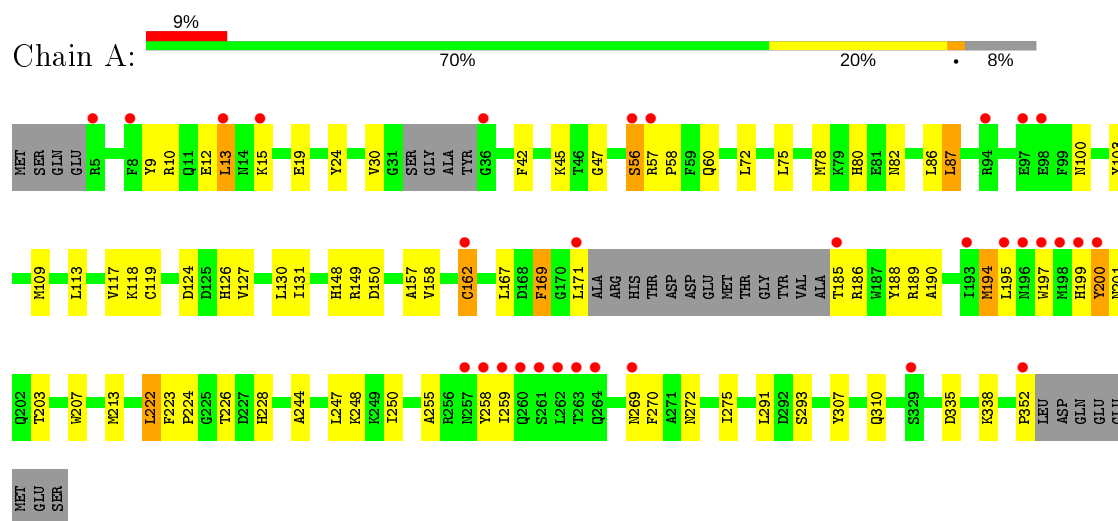 9%
Chain A:
70% 20% • 8%
MET SER GLN GLU R5 F8 Y9 R10 Q11 E12 L13 N14 K15 E19 Y24 V30 G31 SER GLY ALA TYR G36 F42 K45 T46 G47 S56 R57 P58 F59 Q60 L72 L75 M78 K79 H80 E81 N82 L86 L87 R94 E97 E98 F99 N100 Y103
M109 L113 V117 K118 C119 D124 D125 H126 V127 L130 I131 H148 R149 D150 A157 V158 C162 L167 D168 F169 G170 L171 ALA ARG HIS THR ASP ASP GLU MET THR GLY TYR VAL ALA T185 R186 W187 Y188 R189 A190 I193 M194 L195 N196 W197 M198 H199 Y200 N201
Q202 T203 W207 M213 L222 F223 P224 G225 T226 D227 H228 A244 L247 K248 K249 I250 A255 R256 N257 Y258 I259 Q260 S261 L262 T263 Q264 N269 F270 A271 N272 I275 L291 D292 S293 Y307 Q310 S329 D335 K338 P352 LEU ASP GLN GLU GLU
MET GLU SER